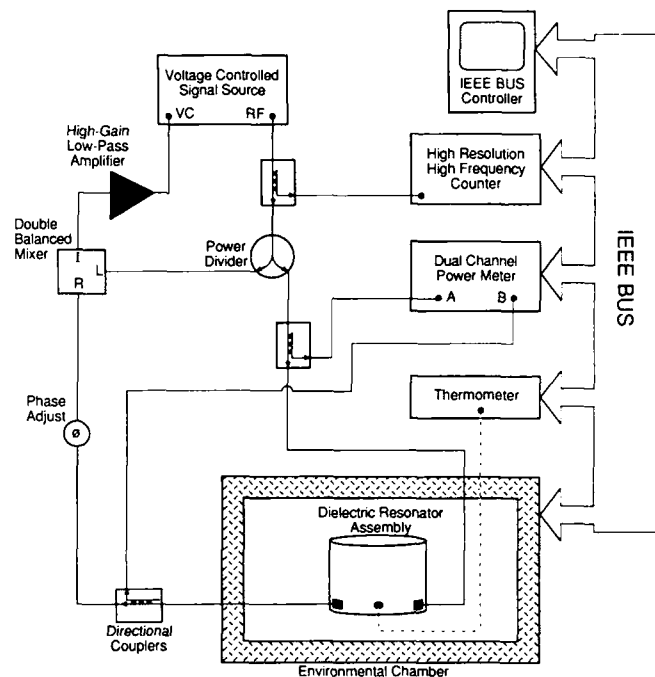 IEEE BUS
Controller
Voltage Controlled
Signal Source
VC
RF
High-Gain
Low-Pass
Amplifier
High Resolution
High Frequency
Counter
Double
Balanced
Mixer
I
L
R
Power
Divider
Dual Channel
Power Meter
A
B
IEEE BUS
Thermometer
Phase
Adjust
ø
Dielectric Resonator
Assembly
Directional
Couplers
Environmental Chamber